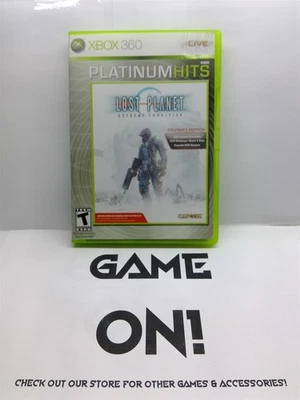 XBOX 360
LIVE
PLATINUM HITS
LOST PLANET
EXTREME CONDITION
TEEN
T
CAPCOM
GAME
ON!
CHECK OUT OUR STORE FOR OTHER GAMES & ACCESSORIES!